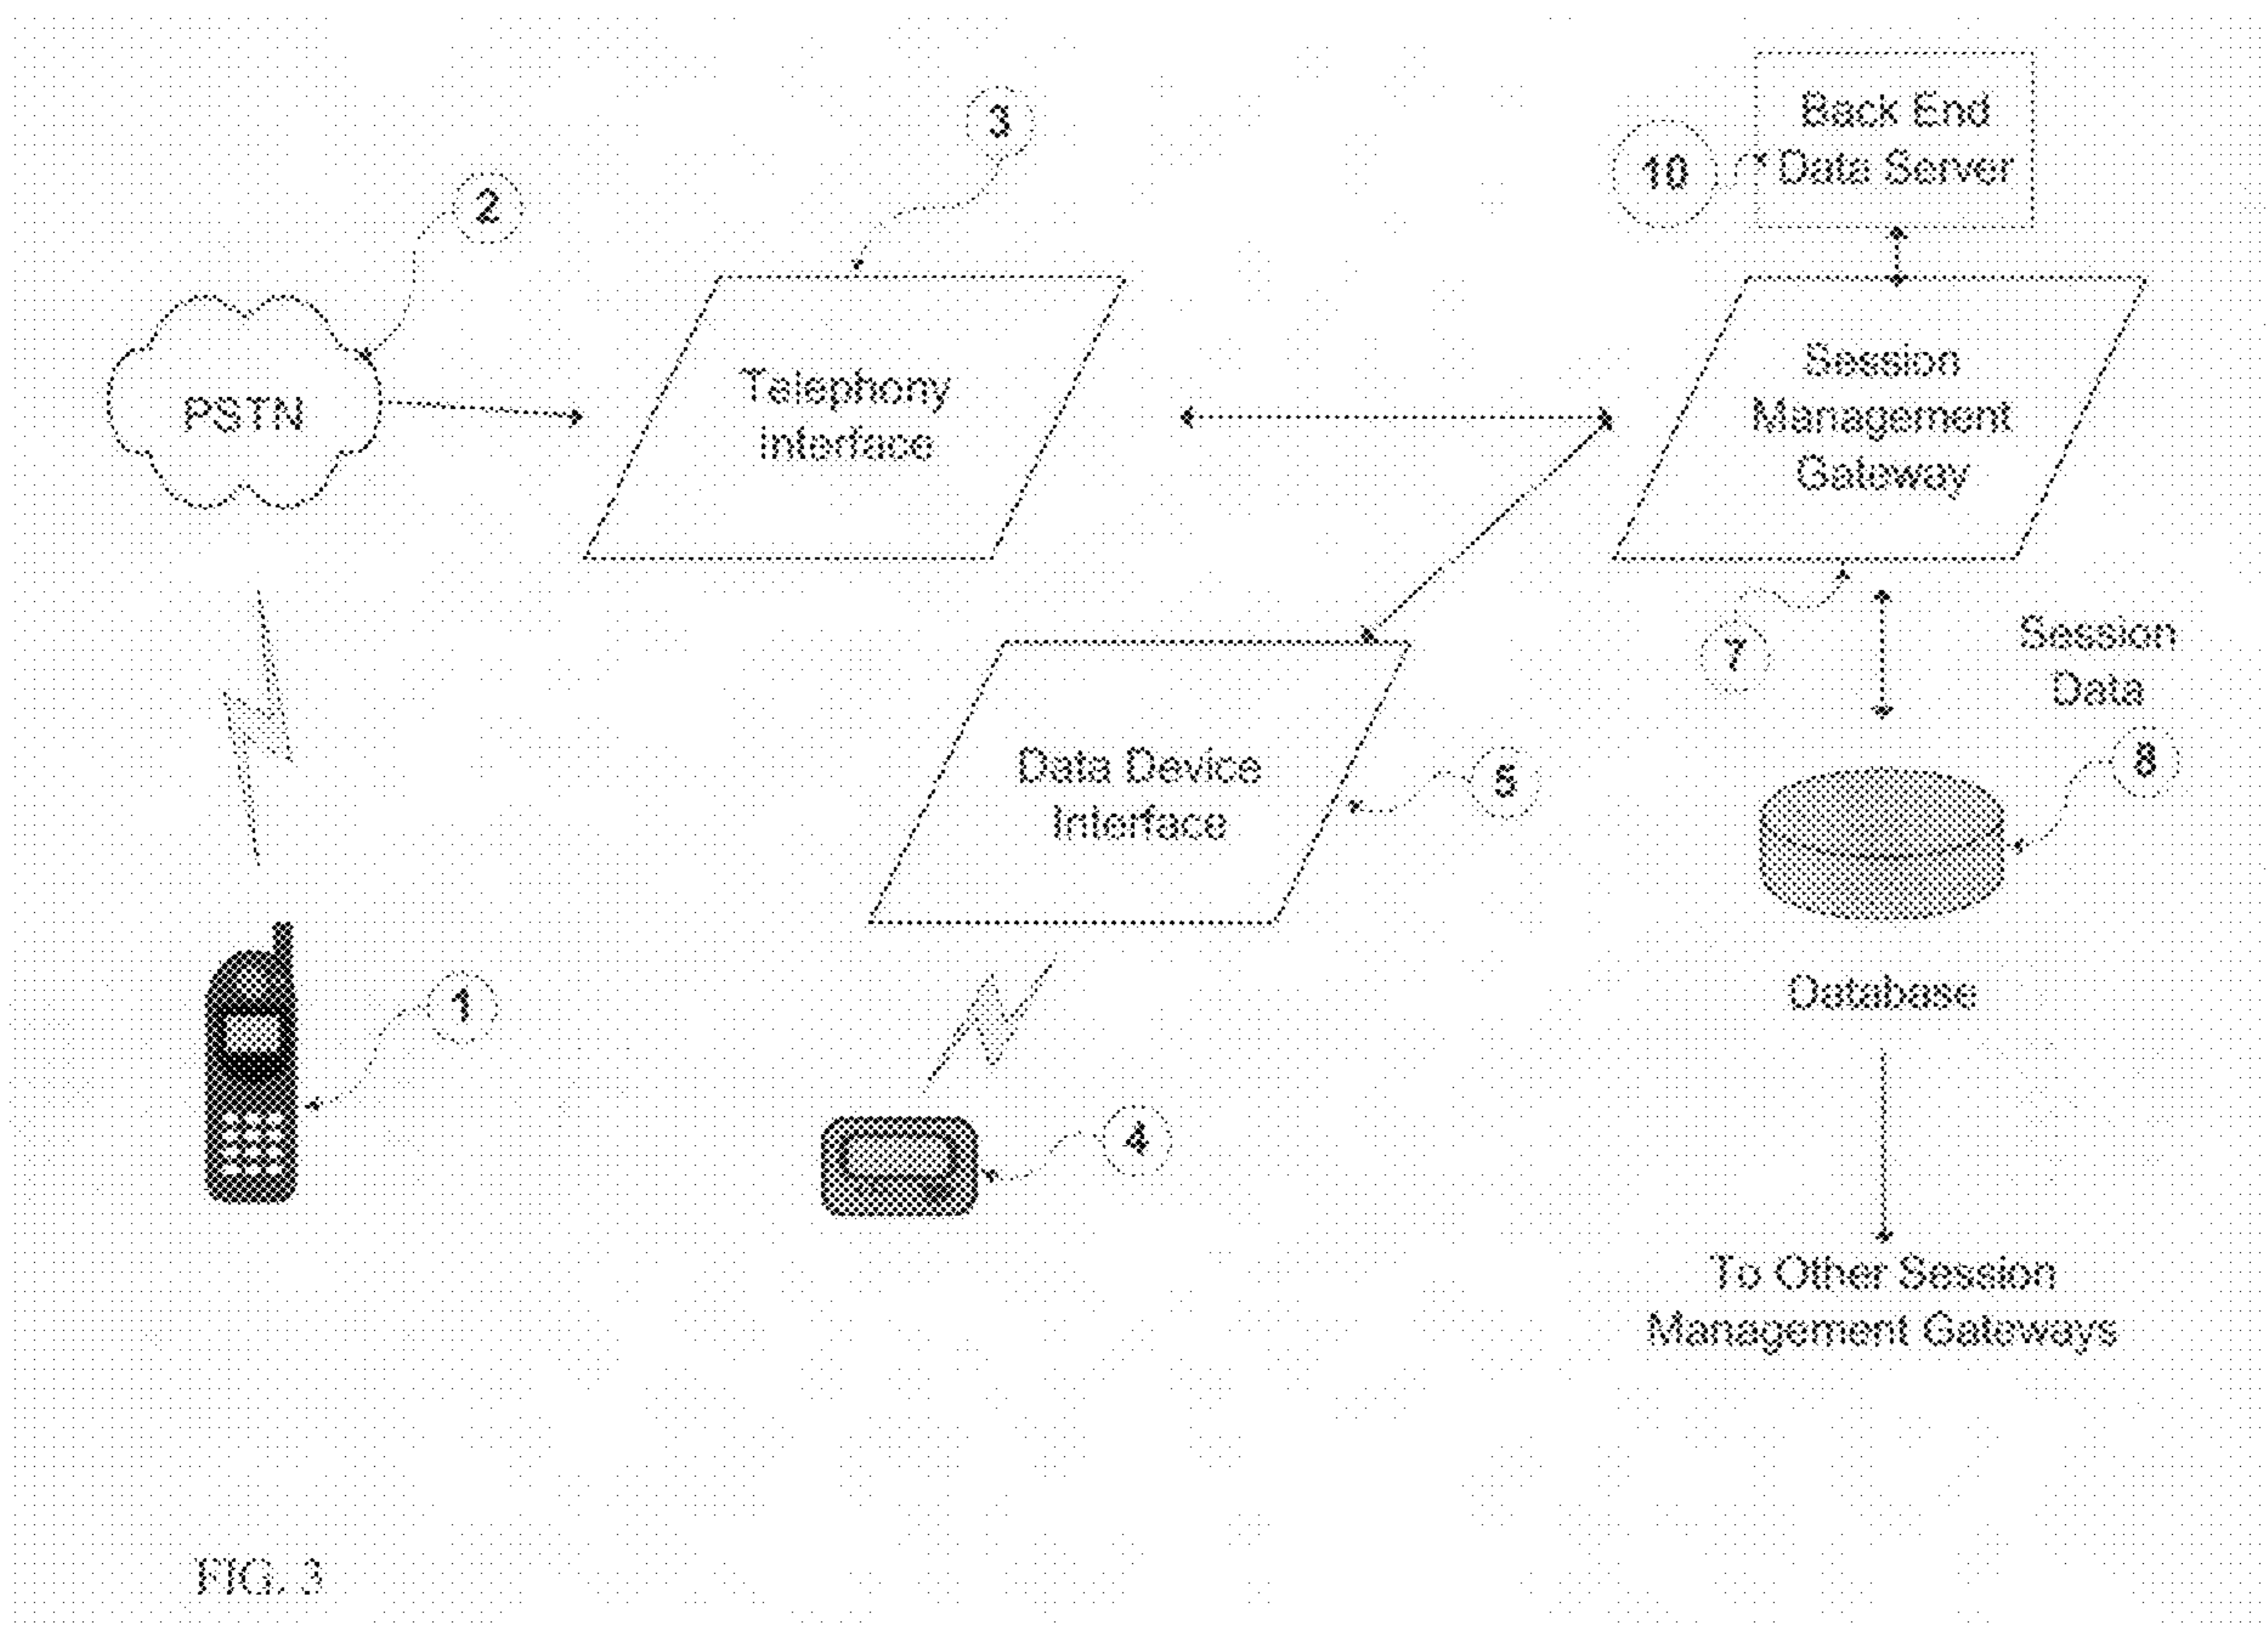 3
Back End
Data Server
10
2
PSTN
Telephony
Interface
Session
Management
Gateway
7
Session
Data
Data Device
Interface
5
8
Database
1
4
To Other Session
Management Gateways
FIG. 3